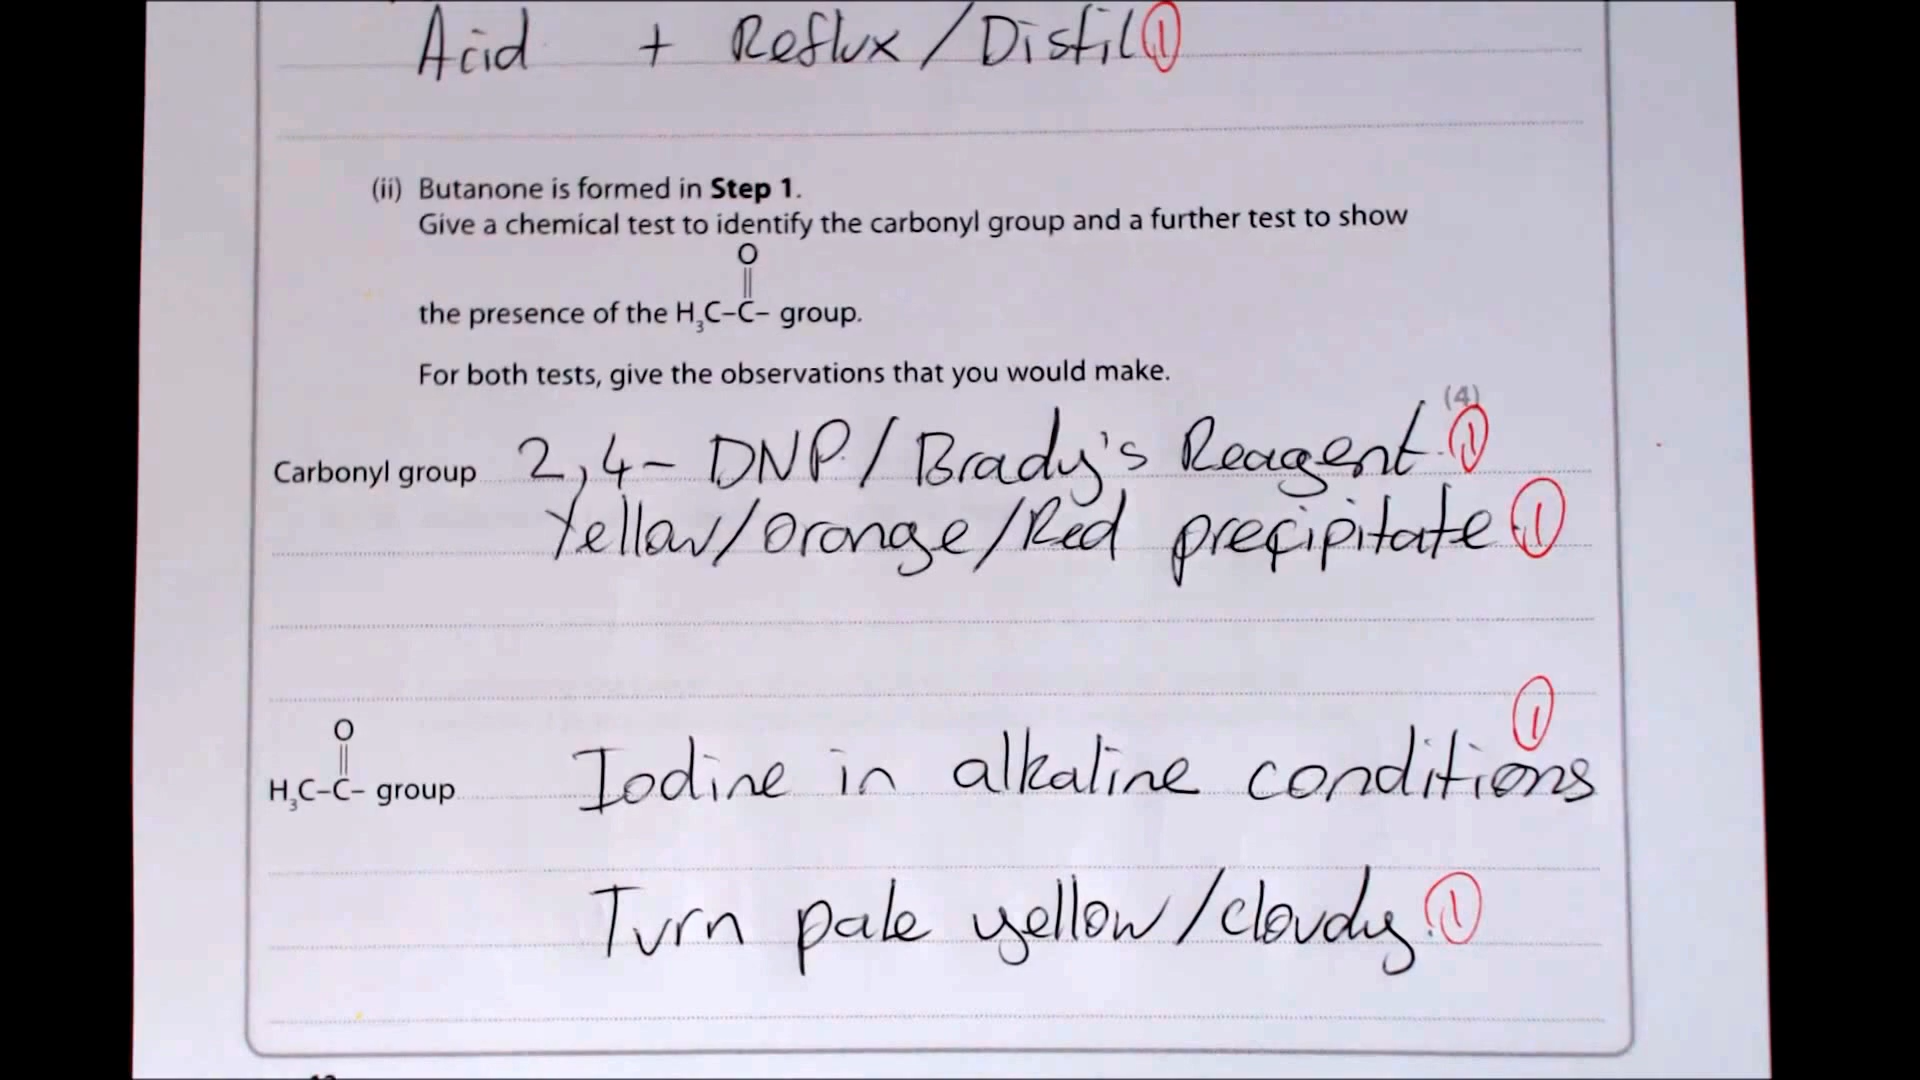 Acid + Reflux/Distil ①
(ii) Butanone is formed in Step 1.
Give a chemical test to identify the carbonyl group and a further test to show
O
the presence of the H₃C–C– group.
For both tests, give the observations that you would make.
(4)
Carbonyl group 2,4- DNP/Brady's Reagent. ①
Yellow/orange/Red precipitate. ①
①
O
H₃C–C– group Iodine in alkaline conditions
Turn pale yellow/cloudy. ①